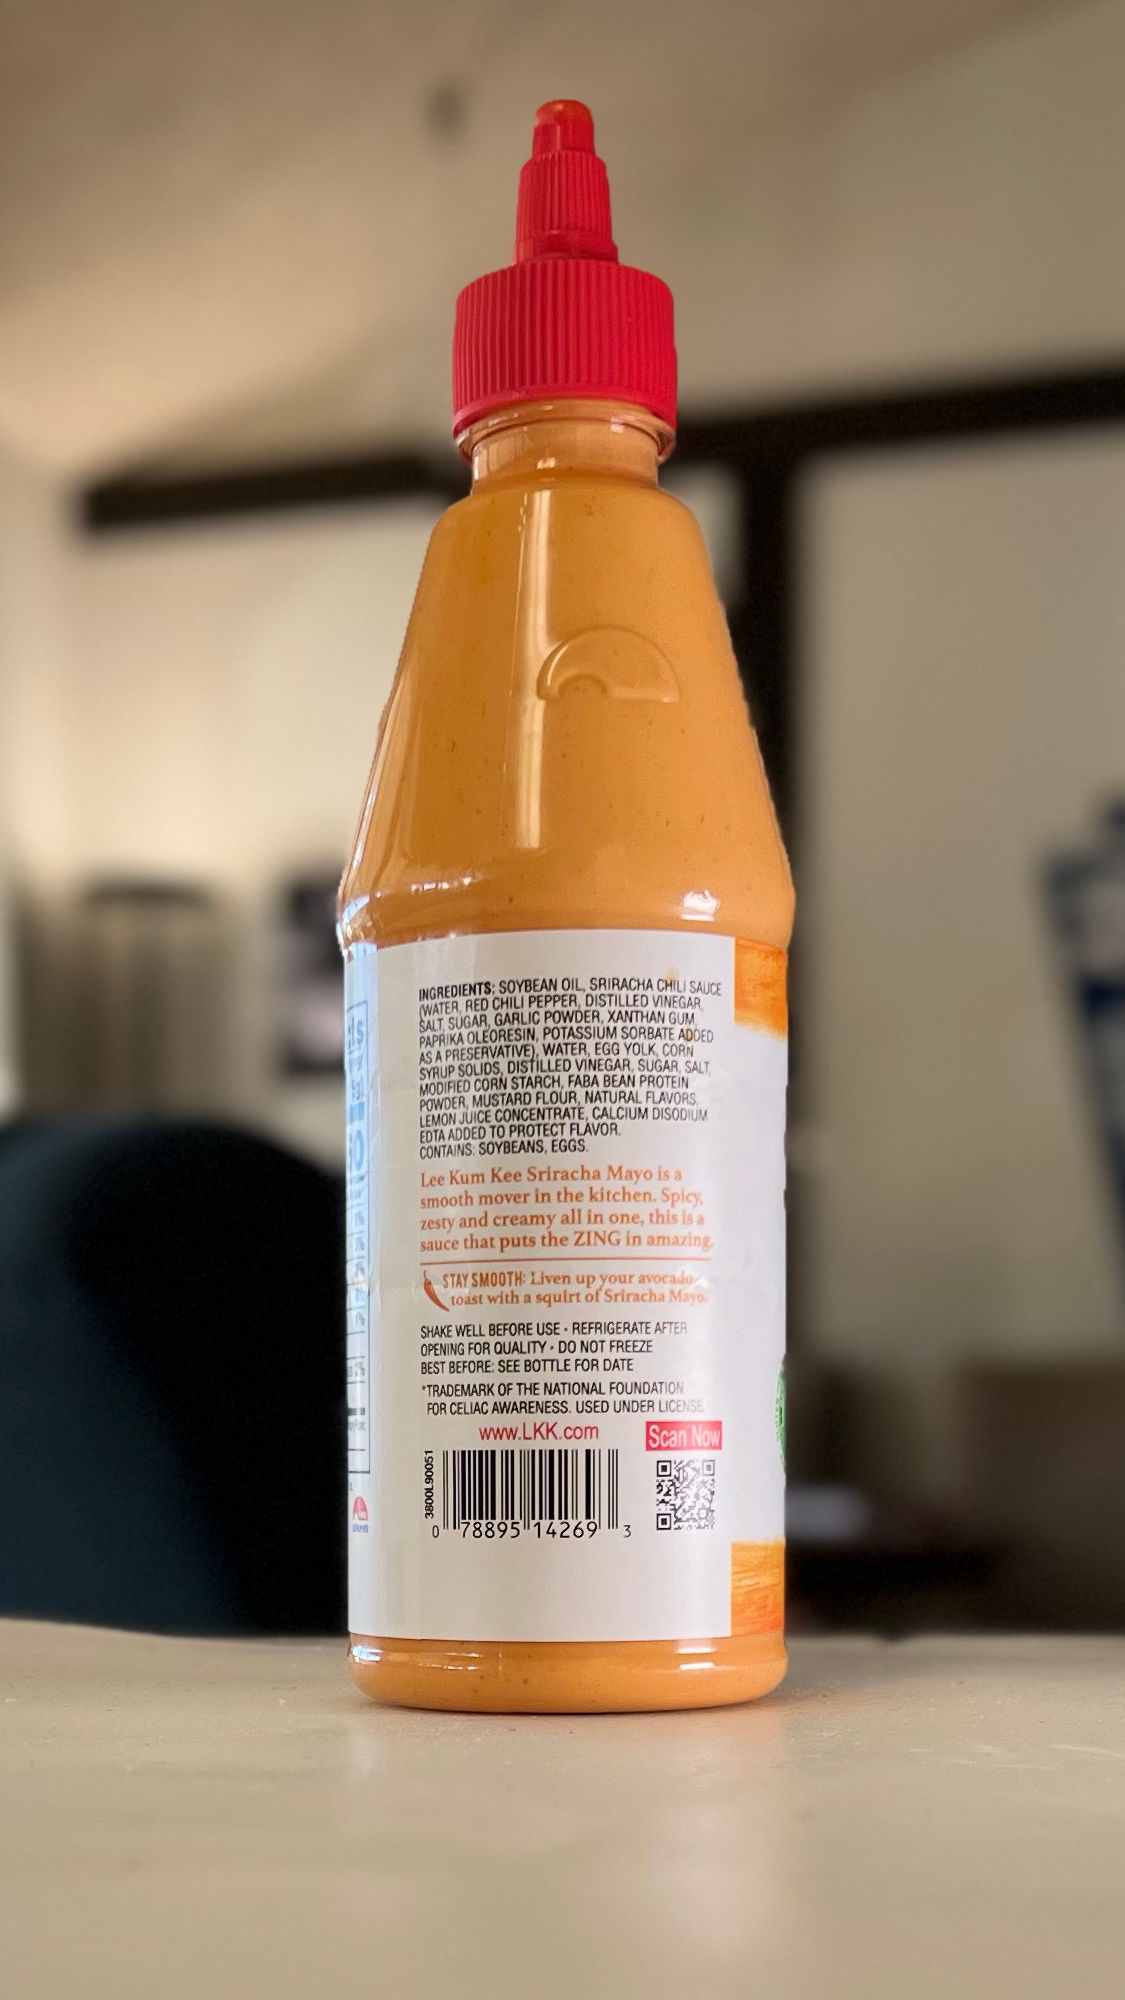 INGREDIENTS: SOYBEAN OIL, SRIRACHA CHILI SAUCE
(WATER, RED CHILI PEPPER, DISTILLED VINEGAR,
SALT, SUGAR, GARLIC POWDER, XANTHAN GUM,
PAPRIKA OLEORESIN, POTASSIUM SORBATE ADDED
AS A PRESERVATIVE), WATER, EGG YOLK, CORN
SYRUP SOLIDS, DISTILLED VINEGAR, SUGAR, SALT,
MODIFIED CORN STARCH, FABA BEAN PROTEIN
POWDER, MUSTARD FLOUR, NATURAL FLAVORS,
LEMON JUICE CONCENTRATE, CALCIUM DISODIUM
EDTA ADDED TO PROTECT FLAVOR.
CONTAINS: SOYBEANS, EGGS.
Lee Kum Kee Sriracha Mayo is a
smooth mover in the kitchen. Spicy,
zesty and creamy all in one, this is a
sauce that puts the ZING in amazing.
STAY SMOOTH: Liven up your avocado
toast with a squirt of Sriracha Mayo.
SHAKE WELL BEFORE USE • REFRIGERATE AFTER
OPENING FOR QUALITY • DO NOT FREEZE
BEST BEFORE: SEE BOTTLE FOR DATE
*TRADEMARK OF THE NATIONAL FOUNDATION
FOR CELIAC AWARENESS. USED UNDER LICENSE.
www.LKK.com
Scan Now
3800L90051
0 78895 14269 3